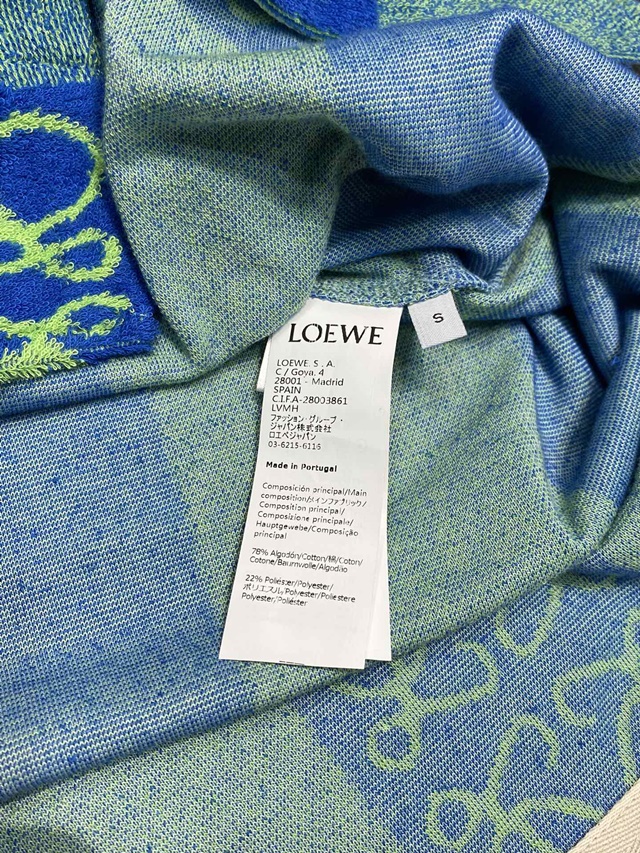 LOEWE
S
LOEWE. S . A.
C / Goya, 4
28001 - Madrid
SPAIN
C.I.F.A-28003861
LVMH
ファッション・グループ・
ジャパン株式会社
ロエベジャパン
03-6215-6116
Made in Portugal
Composición principal/Main
composition/メインファブリック/
Composition principal/
Composizione principale/
Hauptgewebe/Composição
principal
78% Algodón/Cotton/綿/Coton/
Cotone/Baumwolle/Algodão
22% Poliéster/Polyester/
ポリエステル/Polyester/Poliestere
Polyester/Poliéster